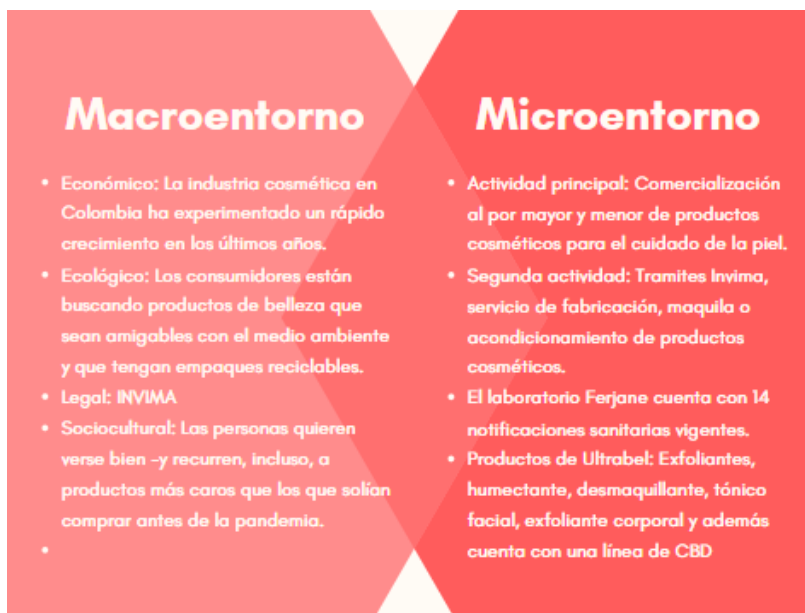 Macroentorno
• Económico: La industria cosmética en
Colombia ha experimentado un rápido
crecimiento en los últimos años.
• Ecológico: Los consumidores están
buscando productos de belleza que
sean amigables con el medio ambiente
y que tengan empaques reciclables.
• Legal: INVIMA
• Sociocultural: Las personas quieren
verse bien -y recurren, incluso, a
productos más caros que los que solían
comprar antes de la pandemia.
•
Microentorno
• Actividad principal: Comercialización
al por mayor y menor de productos
cosméticos para el cuidado de la piel.
• Segunda actividad: Tramites Invima,
servicio de fabricación, maquila o
acondicionamiento de productos
cosméticos.
• El laboratorio Ferjane cuenta con 14
notificaciones sanitarias vigentes.
• Productos de Ultrabel: Exfoliantes,
humectante, desmaquillante, tónico
facial, exfoliante corporal y además
cuenta con una línea de CBD